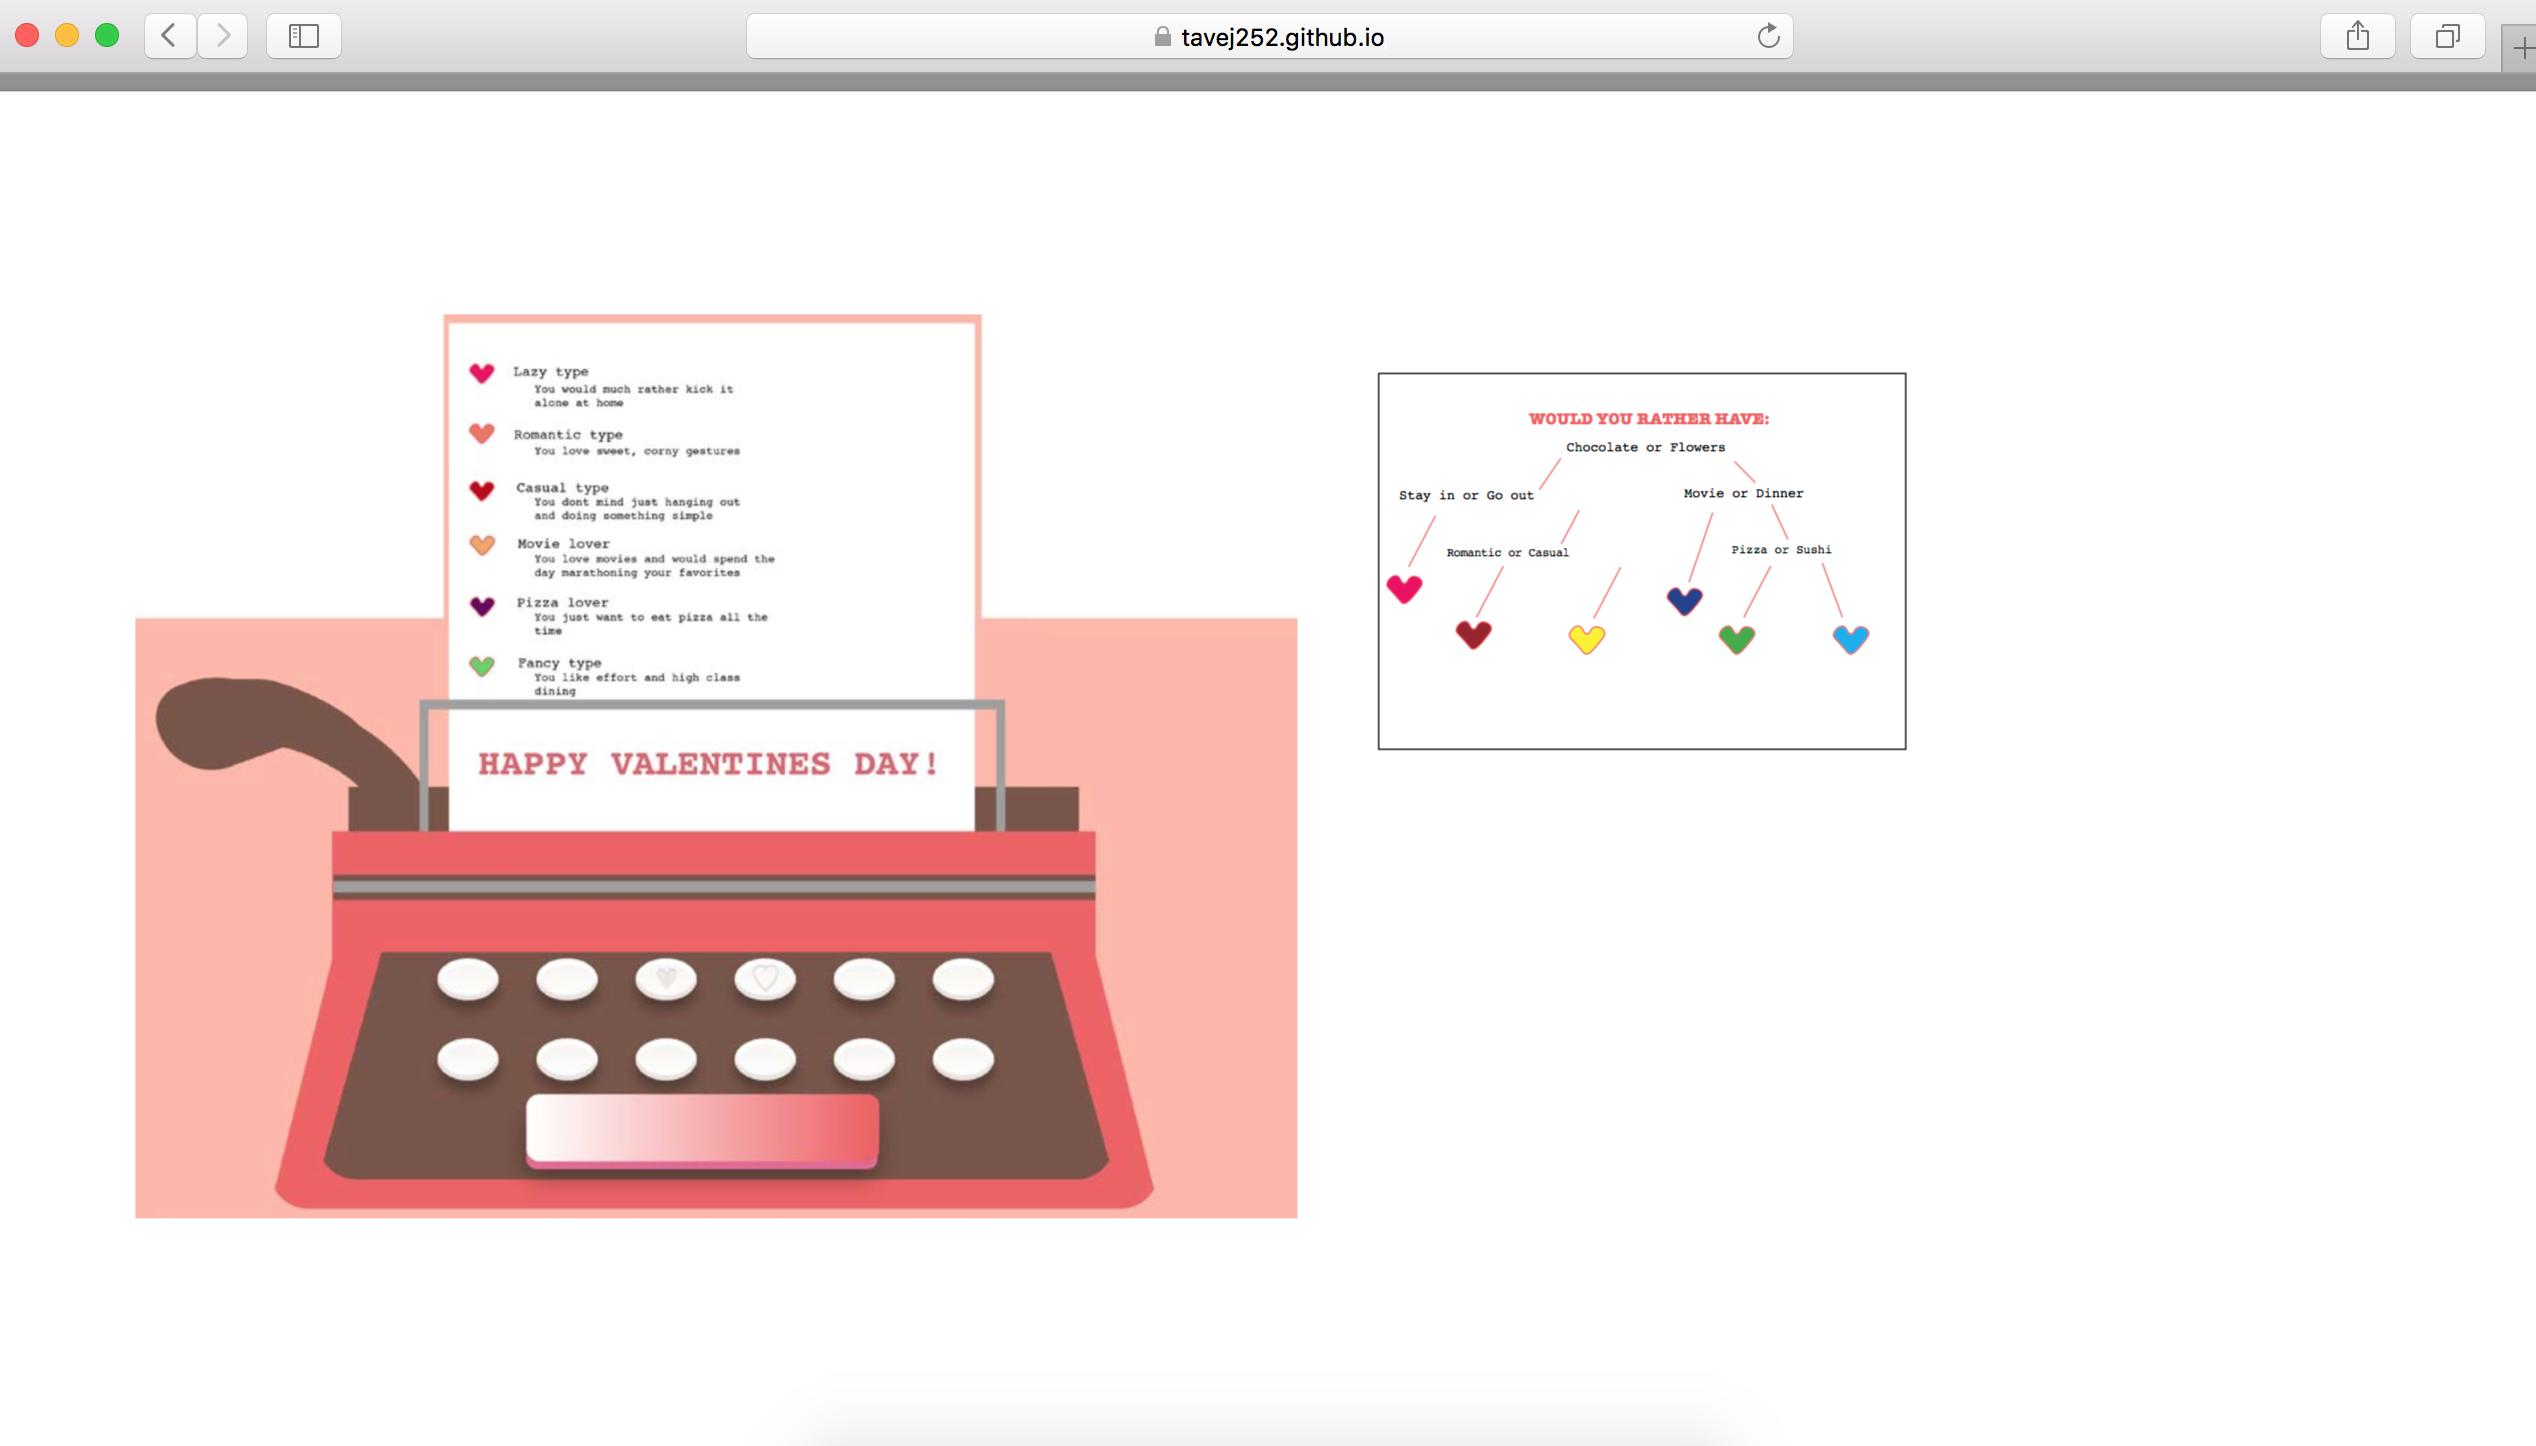 tavej252.github.io
Lazy type
You would much rather kick it
alone at home
Romantic type
You love sweet, corny gestures
Casual type
You dont mind just hanging out
and doing something simple
Movie lover
You love movies and would spend the
day marathoning your favorites
Pizza lover
You just want to eat pizza all the
time
Fancy type
You like effort and high class
dining
HAPPY VALENTINES DAY!
WOULD YOU RATHER HAVE:
Chocolate or Flowers
Stay in or Go out
Movie or Dinner
Romantic or Casual
Pizza or Sushi